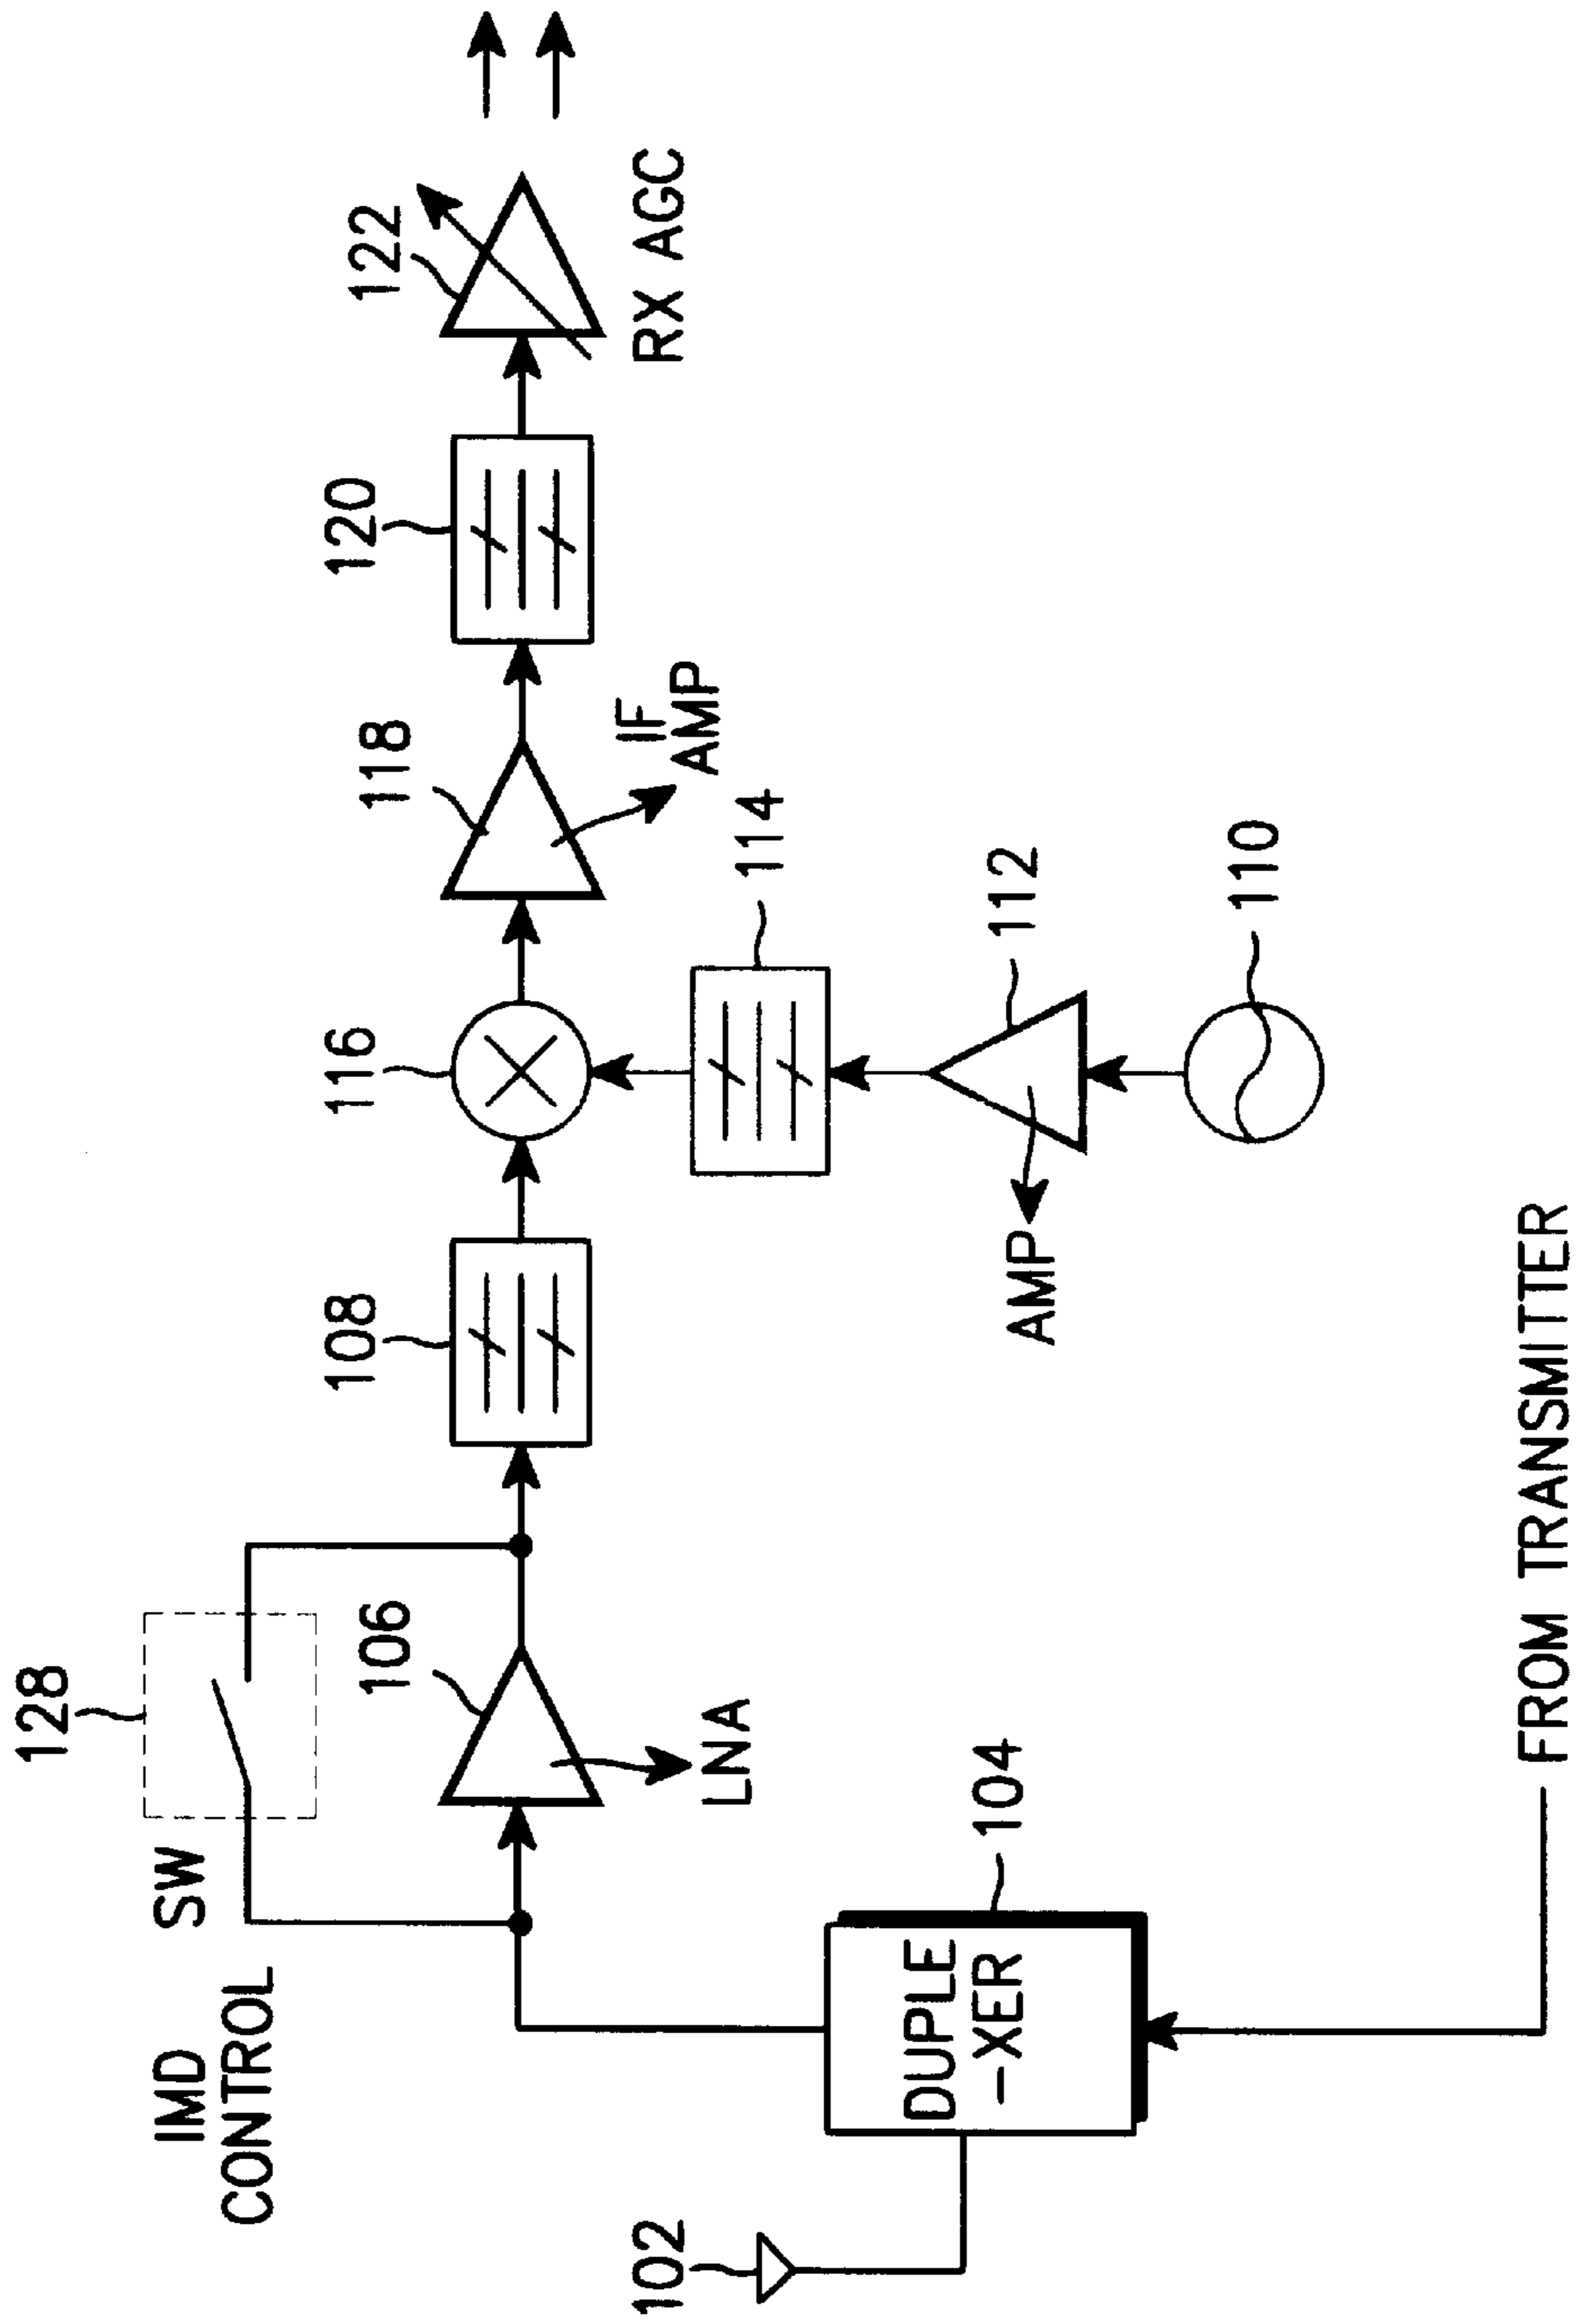 128
IMD
CONTROL
SW
106
LNA
108
116
118
IF
AMP
120
122
RX AGC
114
112
AMP
110
102
DUPLE
-XER
104
FROM TRANSMITTER